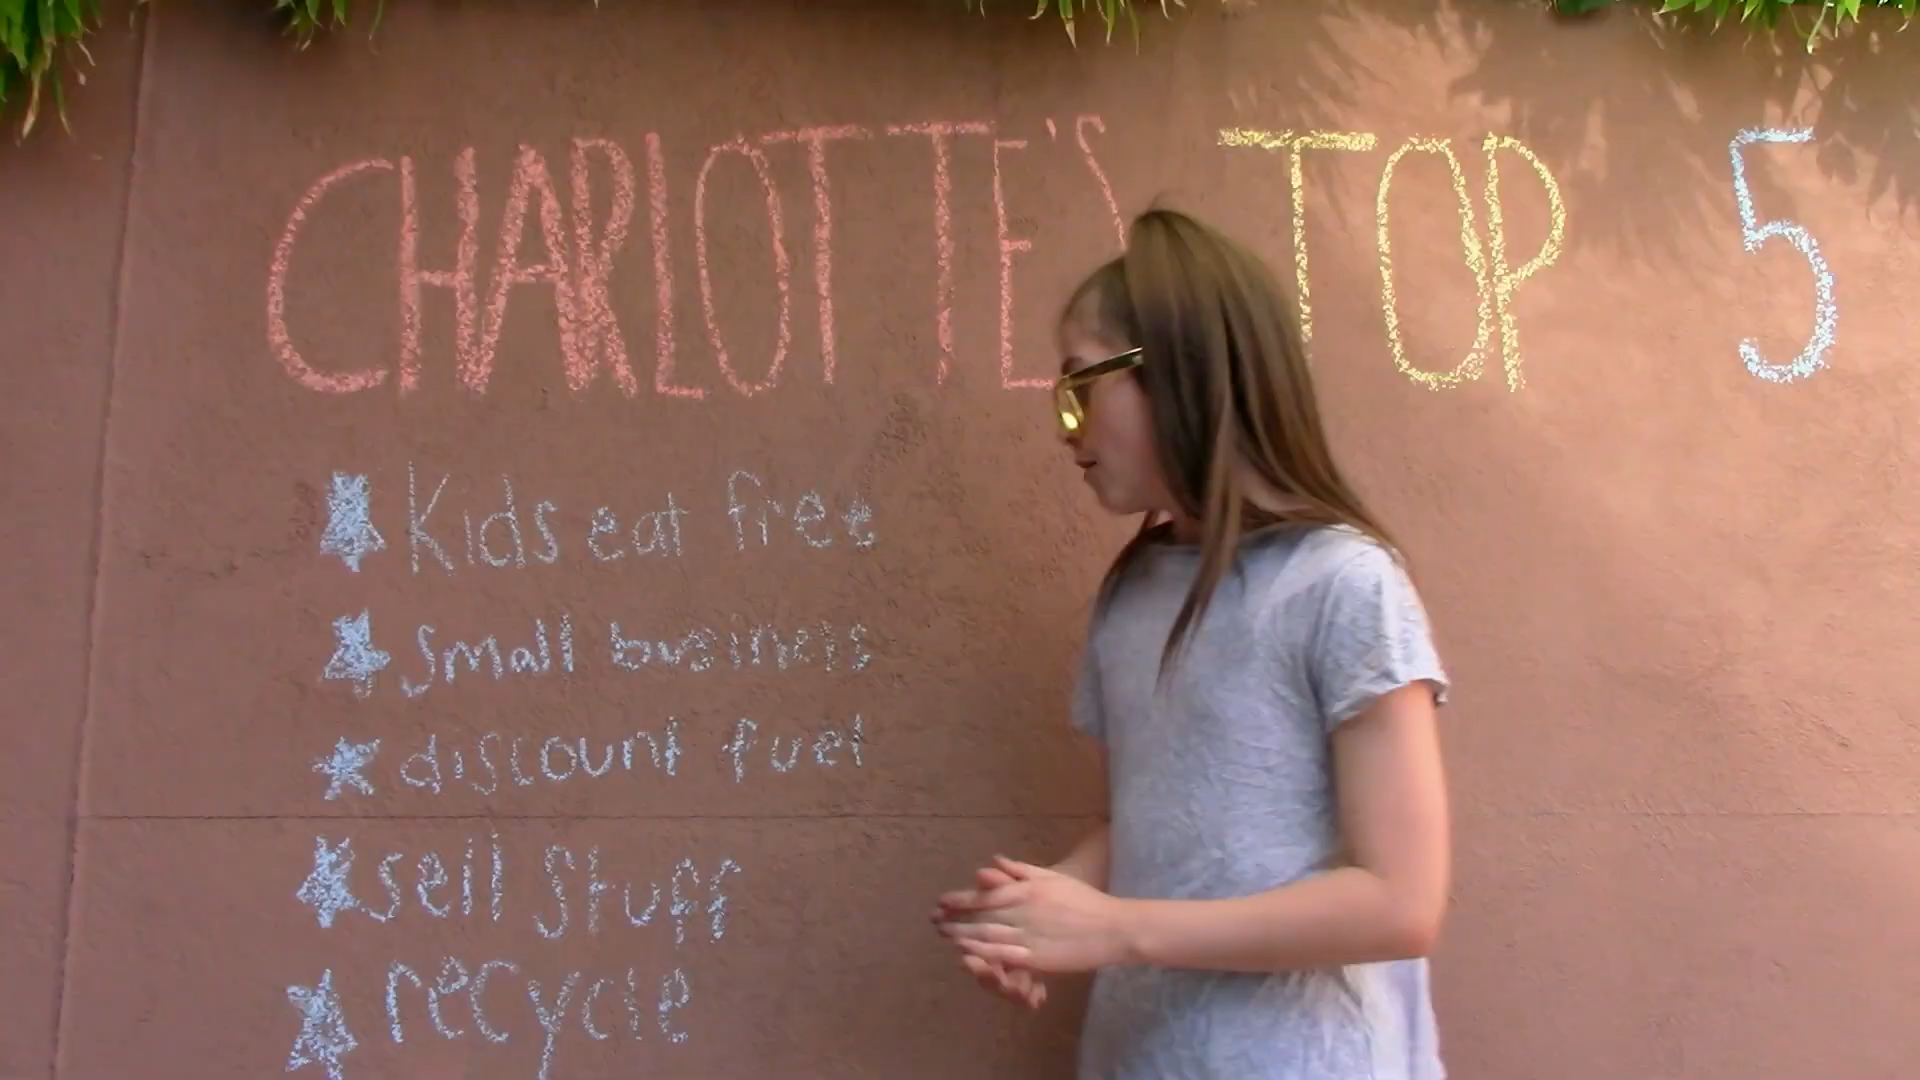 CHARLOTTE'S TOP 5
Kids eat free
Small business
discount fuel
sell stuff
recycle